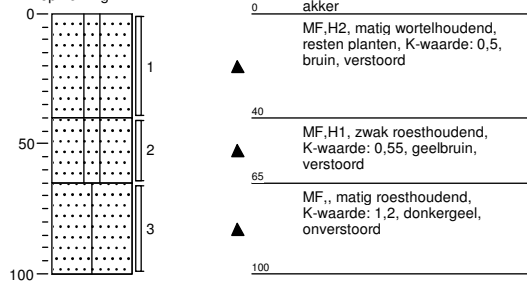 0
0 akker
MF,H2, matig wortelhoudend,
resten planten, K-waarde: 0,5,
bruin, verstoord
1
40
MF,H1, zwak roesthoudend,
K-waarde: 0,55, geelbruin,
verstoord
50
2
65
MF,, matig roesthoudend,
K-waarde: 1,2, donkergeel,
onverstoord
3
100
100